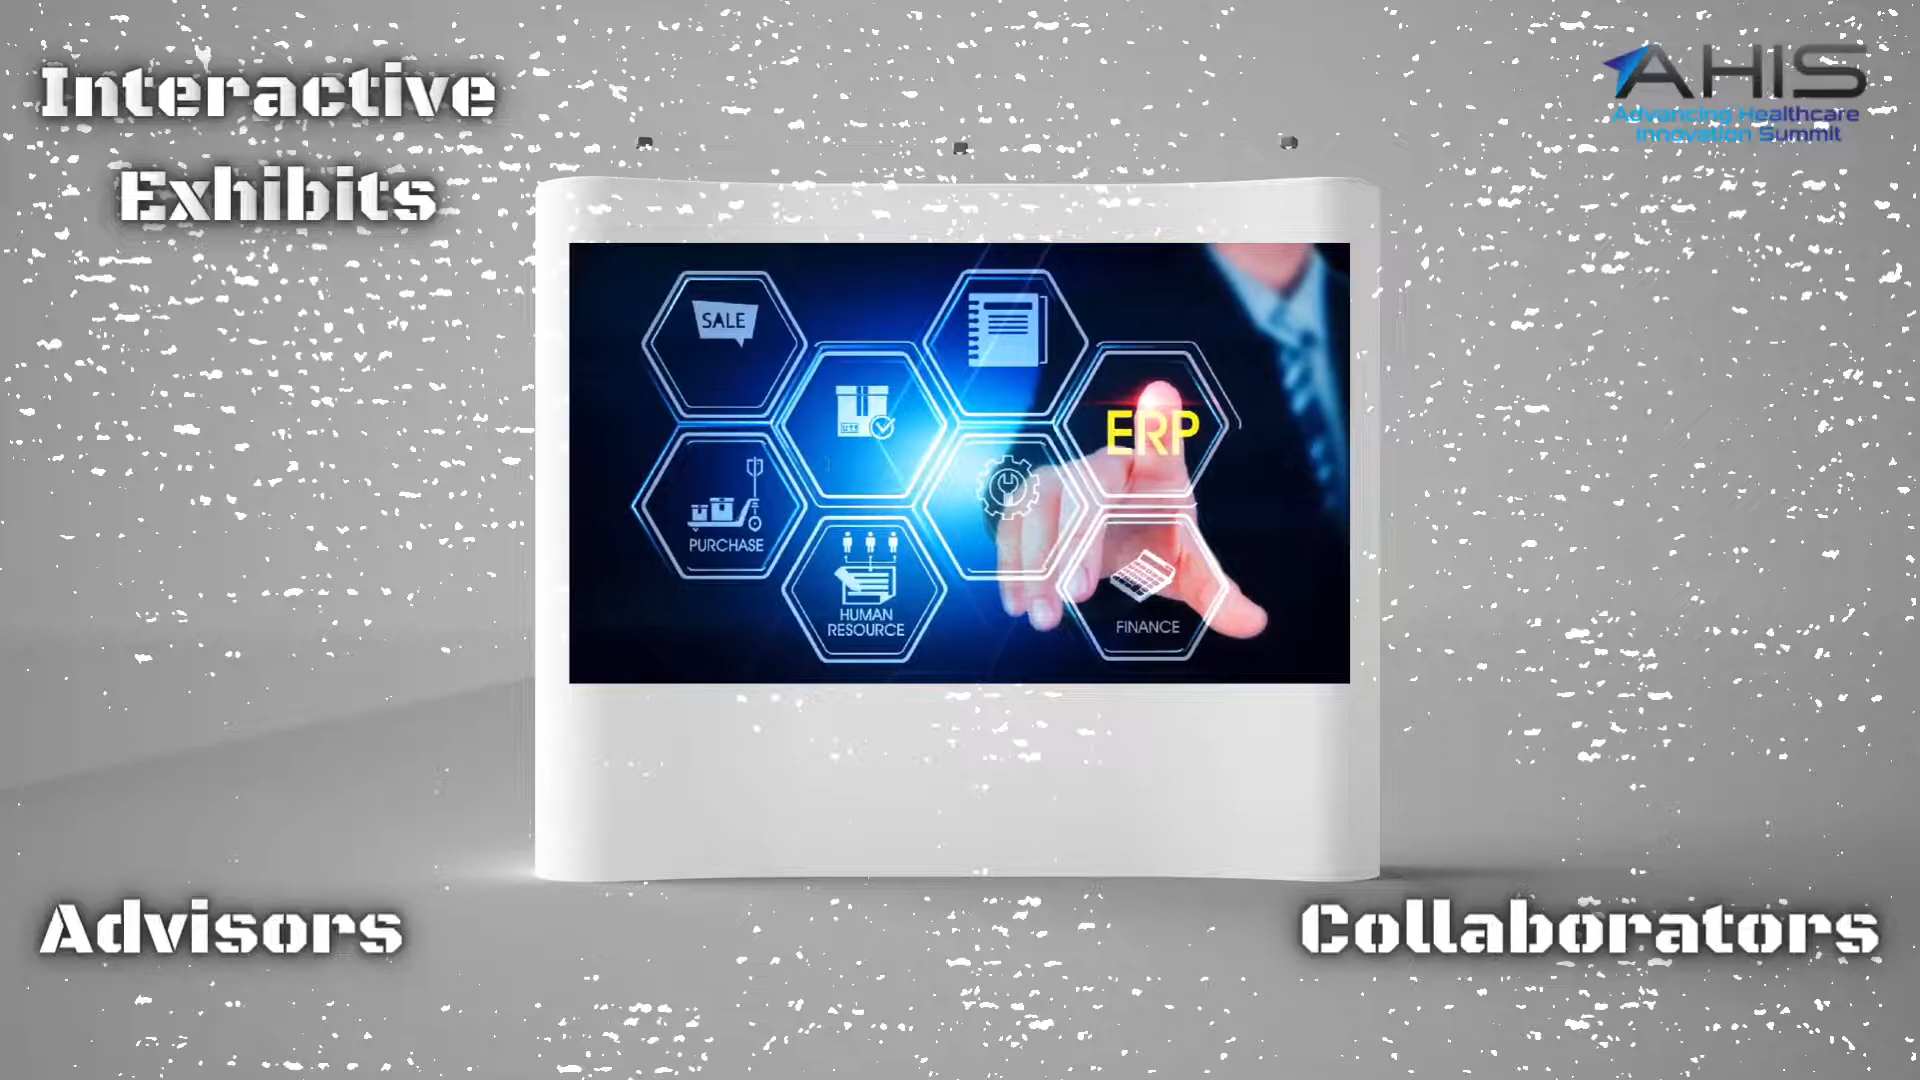 Interactive
Exhibits
AHIS
Advancing Healthcare
Innovation Summit
SALE
ERP
PURCHASE
HUMAN
RESOURCE
FINANCE
Advisors
Collaborators